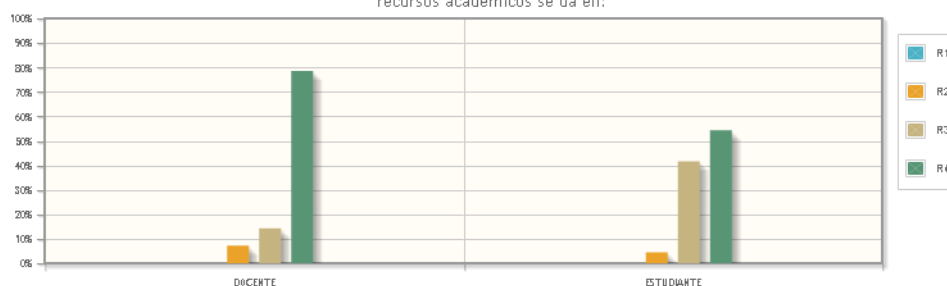 recursos académicos se da en:
100%
90%
80%
70%
60%
50%
40%
30%
20%
10%
0%
DOCENTE
ESTUDIANTE
R1
R2
R3